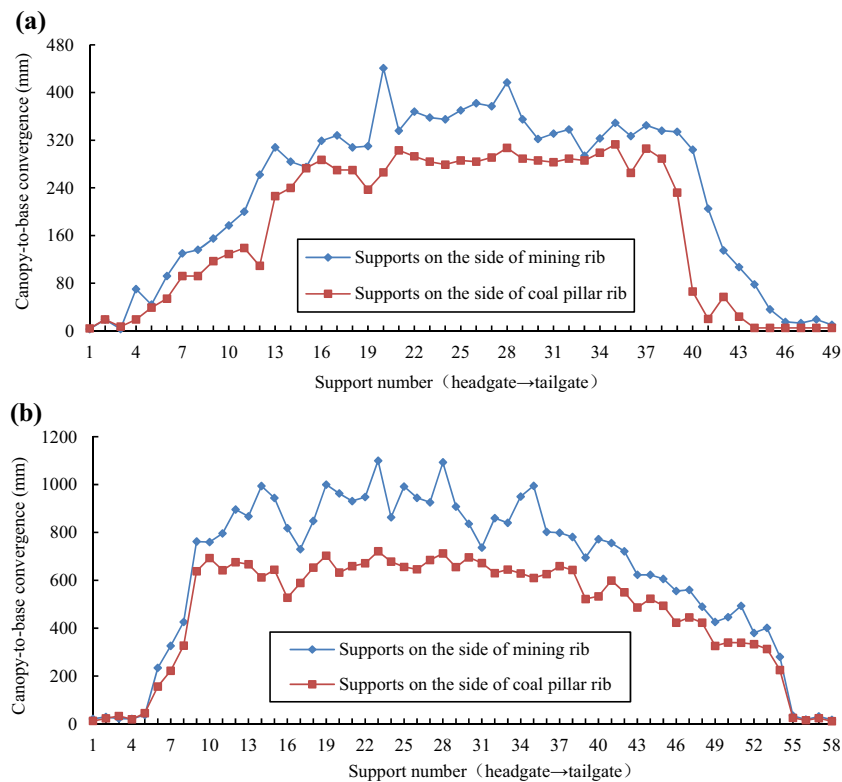 (a)
Canopy-to-base convergence (mm)
480
400
320
240
160
80
0
Supports on the side of mining rib
Supports on the side of coal pillar rib
1 4 7 10 13 16 19 22 25 28 31 34 37 40 43 46 49
Support number（headgate→tailgate）
(b)
Canopy-to-base convergence (mm)
1200
1000
800
600
400
200
0
Supports on the side of mining rib
Supports on the side of coal pillar rib
1 4 7 10 13 16 19 22 25 28 31 34 37 40 43 46 49 52 55 58
Support number（headgate→tailgate）